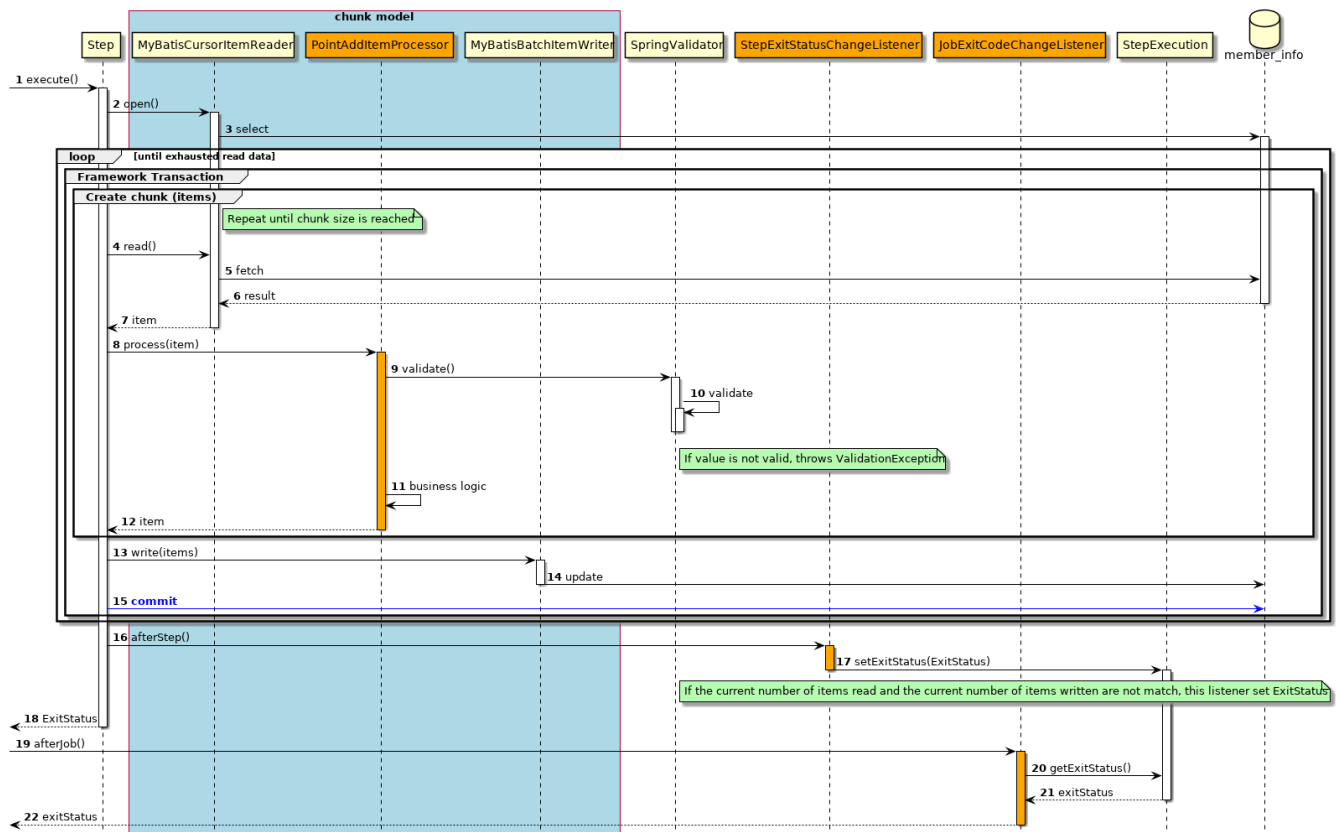 chunk model
Step
MyBatisCursorItemReader
PointAddItemProcessor
MyBatisBatchItemWriter
SpringValidator
StepExitStatusChangeListener
JobExitCodeChangeListener
StepExecution
member_info
1 execute()
2 open()
3 select
loop [until exhausted read data]
Framework Transaction
Create chunk (items)
Repeat until chunk size is reached
4 read()
5 fetch
6 result
7 item
8 process(item)
9 validate()
10 validate
If value is not valid, throws ValidationException
11 business logic
12 item
13 write(items)
14 update
15 commit
16 afterStep()
17 setExitStatus(ExitStatus)
If the current number of items read and the current number of items written are not match, this listener set ExitStatus
18 ExitStatus
19 afterJob()
20 getExitStatus()
21 exitStatus
22 exitStatus